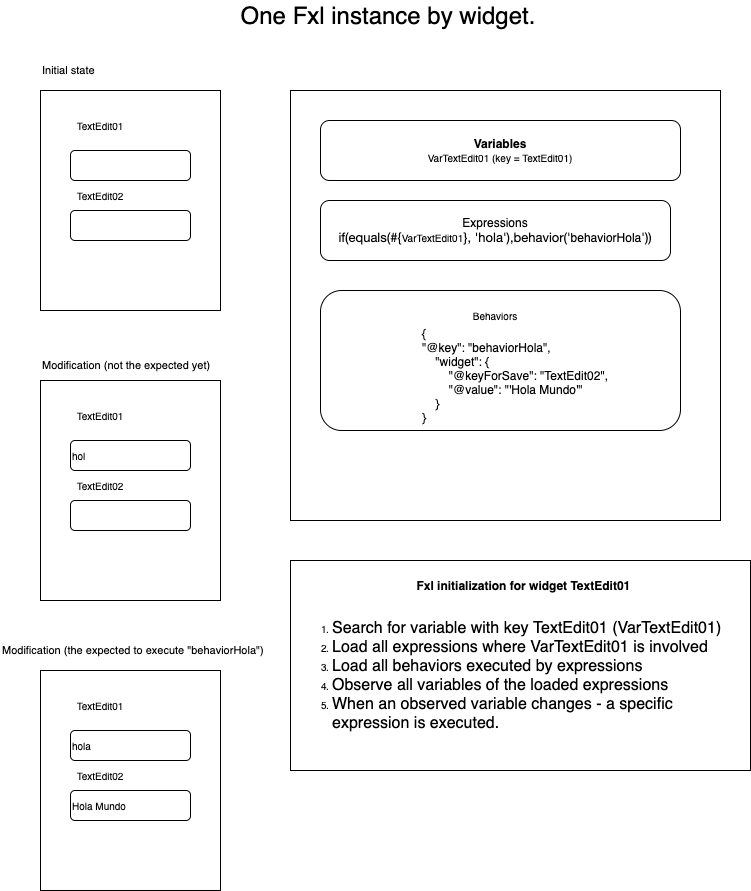 One Fxl instance by widget.
Initial state
TextEdit01
TextEdit02
Variables
VarTextEdit01 (key = TextEdit01)
Expressions
if(equals(#{VarTextEdit01}, 'hola'),behavior('behaviorHola'))
Behaviors
{
"@key": "behaviorHola",
"widget": {
"@keyForSave": "TextEdit02",
"@value": "'Hola Mundo'"
}
}
Modification (not the expected yet)
TextEdit01
hol
TextEdit02
Fxl initialization for widget TextEdit01
1. Search for variable with key TextEdit01 (VarTextEdit01)
2. Load all expressions where VarTextEdit01 is involved
3. Load all behaviors executed by expressions
4. Observe all variables of the loaded expressions
5. When an observed variable changes - a specific
expression is executed.
Modification (the expected to execute "behaviorHola")
TextEdit01
hola
TextEdit02
Hola Mundo